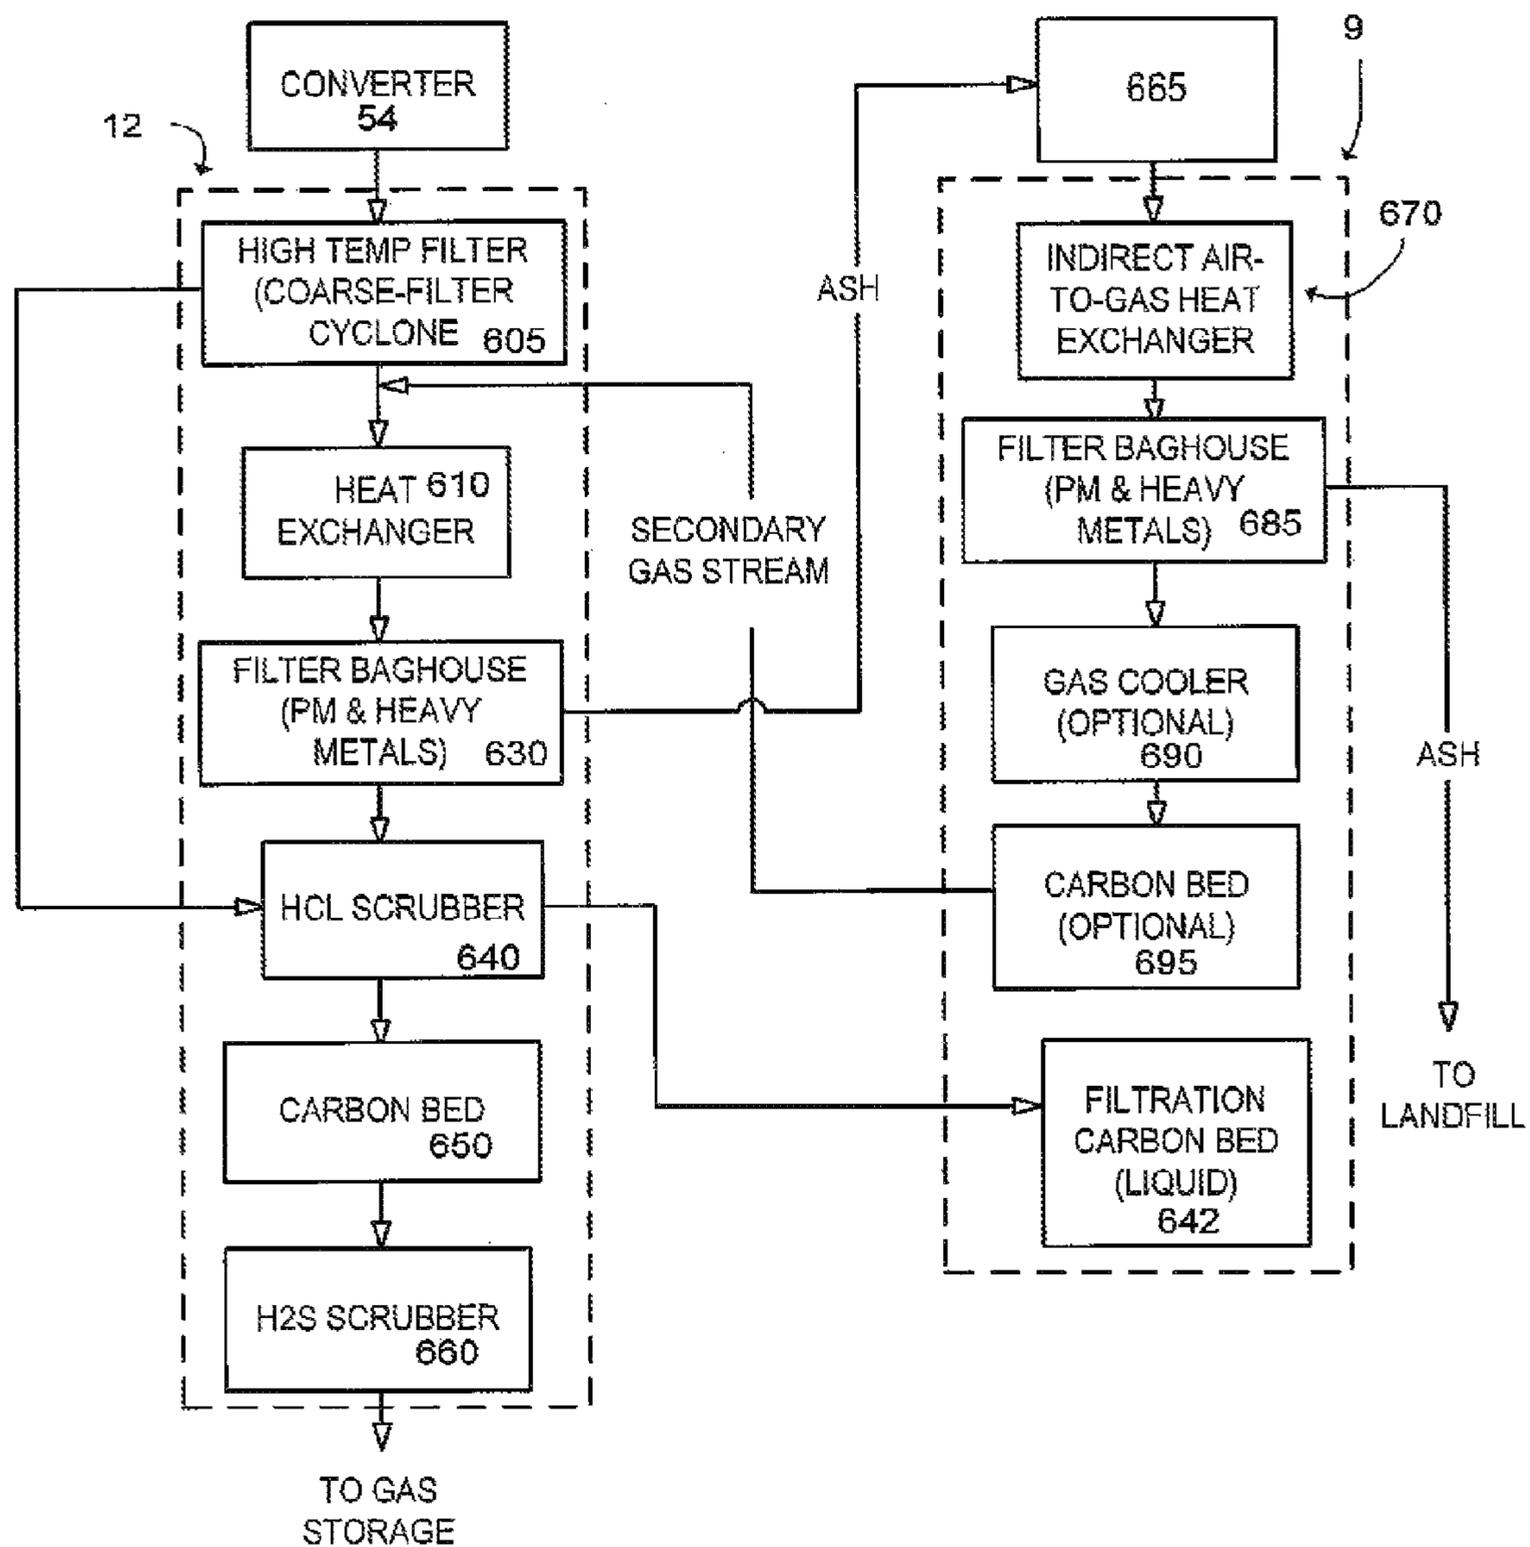 CONVERTER
54
12
HIGH TEMP FILTER
(COARSE-FILTER
CYCLONE 605
HEAT 610
EXCHANGER
FILTER BAGHOUSE
(PM & HEAVY
METALS) 630
HCL SCRUBBER
640
CARBON BED
650
H2S SCRUBBER
660
TO GAS
STORAGE
SECONDARY
GAS STREAM
ASH
665
9
670
INDIRECT AIR-
TO-GAS HEAT
EXCHANGER
FILTER BAGHOUSE
(PM & HEAVY
METALS) 685
GAS COOLER
(OPTIONAL)
690
CARBON BED
(OPTIONAL)
695
FILTRATION
CARBON BED
(LIQUID)
642
ASH
TO
LANDFILL